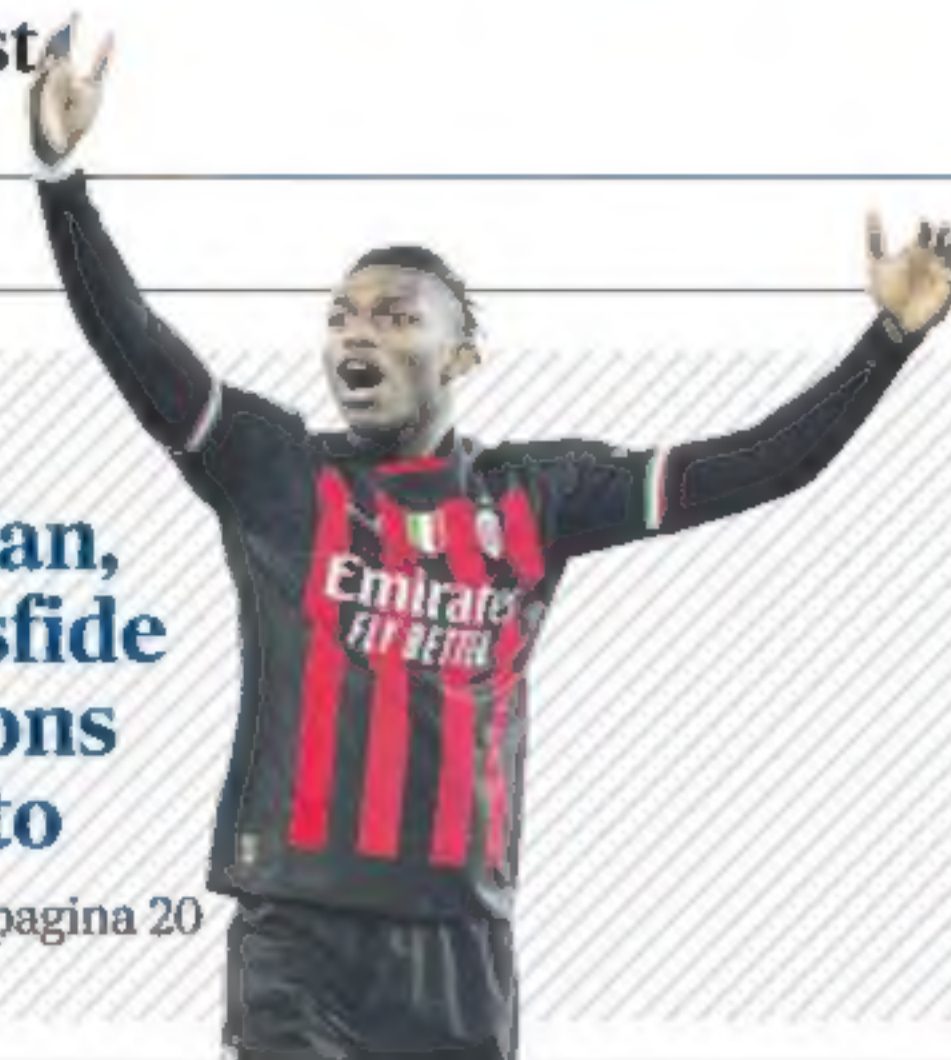 st
an,
sfide
ons
to
pagina 20
Emirates
FLY BETTER